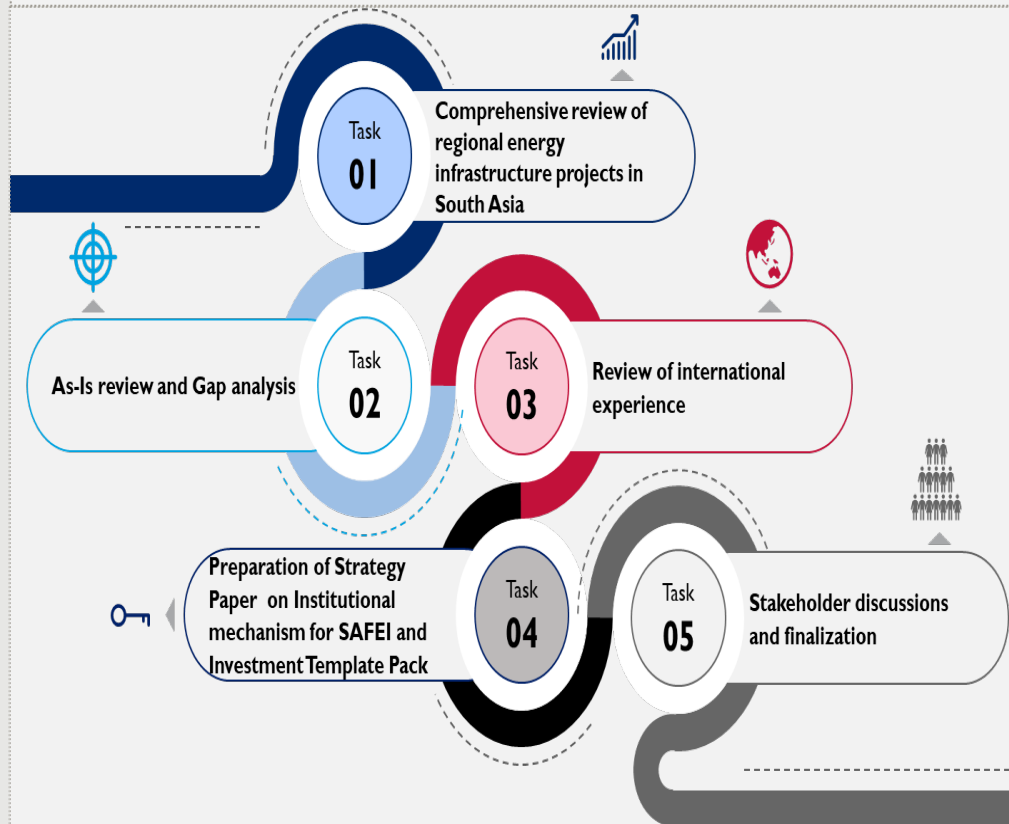 Task
01
Comprehensive review of
regional energy
infrastructure projects in
South Asia
Task
02
As-Is review and Gap analysis
Task
03
Review of international
experience
Task
04
Preparation of Strategy
Paper on Institutional
mechanism for SAFEI and
Investment Template Pack
Task
05
Stakeholder discussions
and finalization